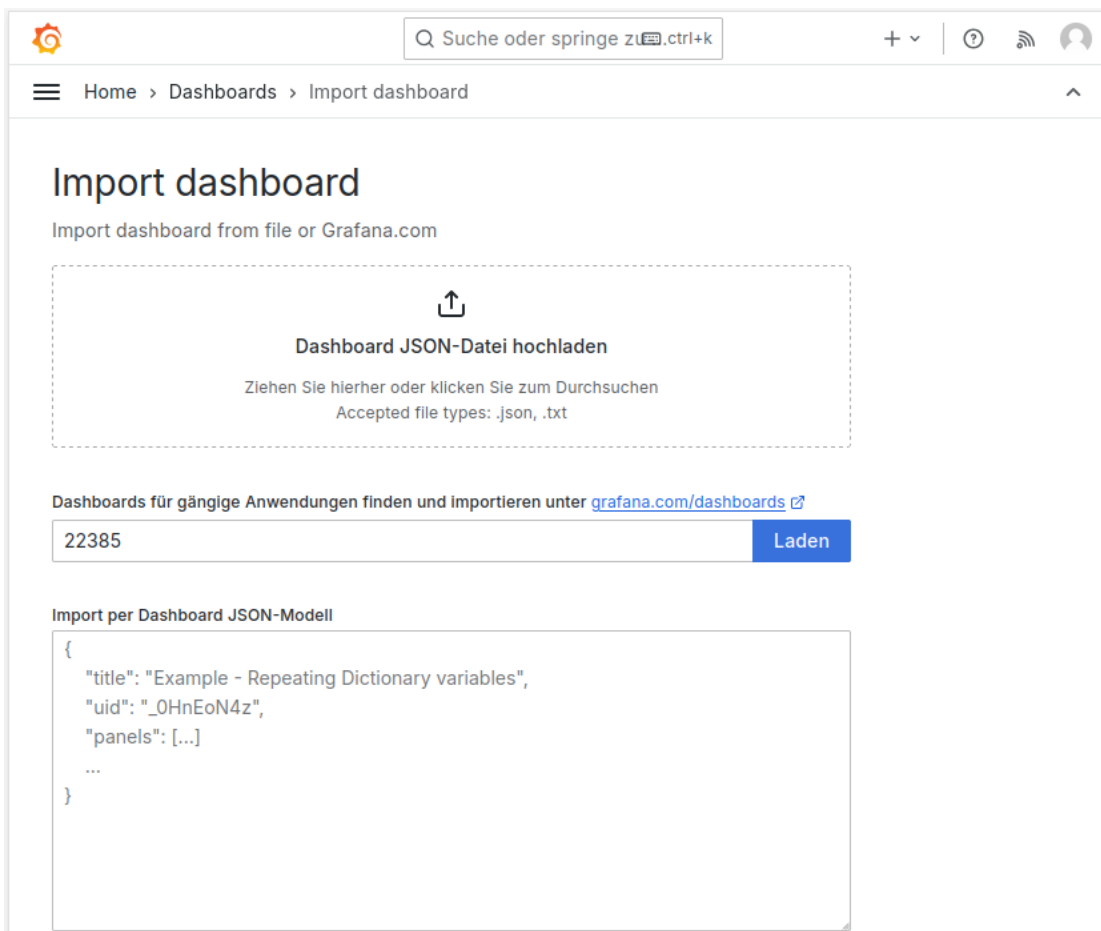 Suche oder springe zu ctrl+k
Home › Dashboards › Import dashboard
Import dashboard
Import dashboard from file or Grafana.com
Dashboard JSON-Datei hochladen
Ziehen Sie hierher oder klicken Sie zum Durchsuchen
Accepted file types: .json, .txt
Dashboards für gängige Anwendungen finden und importieren unter grafana.com/dashboards
22385 Laden
Import per Dashboard JSON-Modell
{
"title": "Example - Repeating Dictionary variables",
"uid": "_0HnEoN4z",
"panels": [...]
...
}